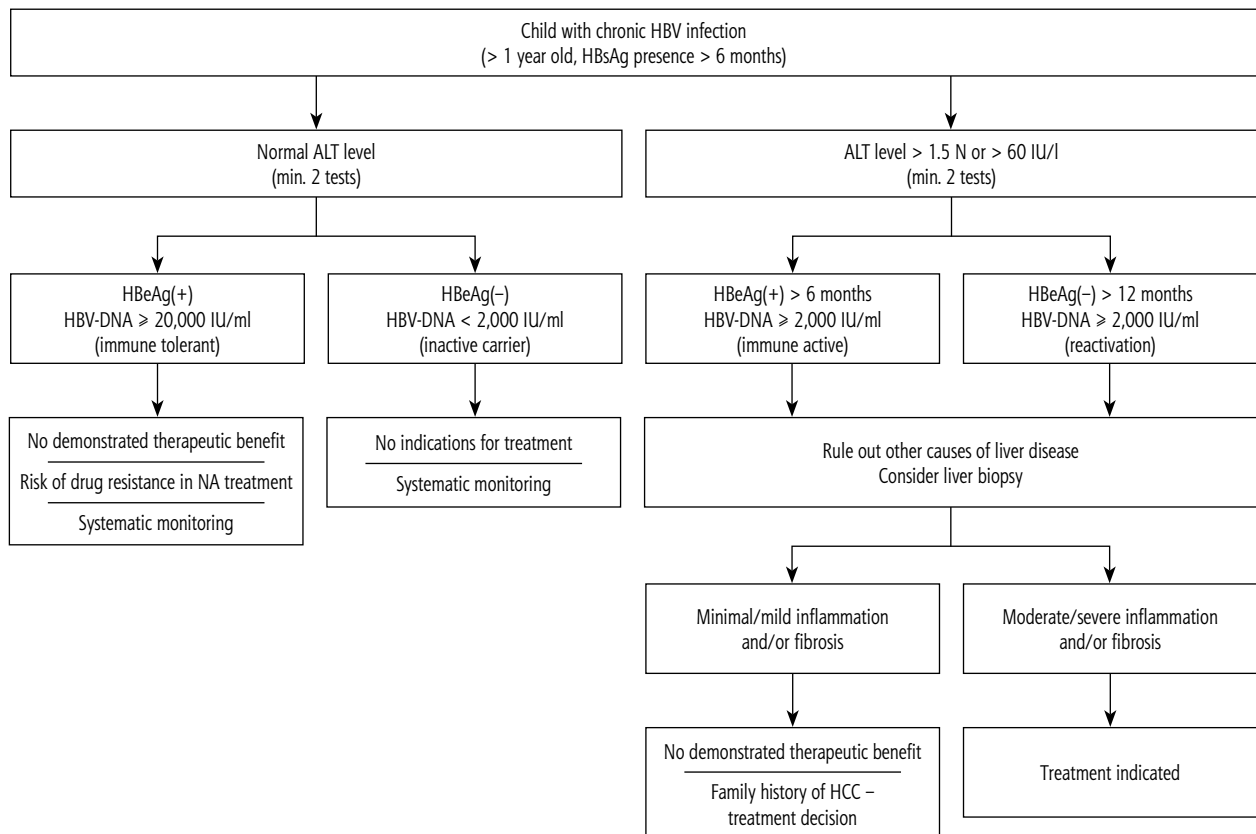 Child with chronic HBV infection
(> 1 year old, HBsAg presence > 6 months)
Normal ALT level
(min. 2 tests)
ALT level > 1.5 N or > 60 IU/l
(min. 2 tests)
HBeAg(+)
HBV-DNA ⩾ 20,000 IU/ml
(immune tolerant)
HBeAg(−)
HBV-DNA < 2,000 IU/ml
(inactive carrier)
HBeAg(+) > 6 months
HBV-DNA ⩾ 2,000 IU/ml
(immune active)
HBeAg(−) > 12 months
HBV-DNA ⩾ 2,000 IU/ml
(reactivation)
No demonstrated therapeutic benefit
Risk of drug resistance in NA treatment
Systematic monitoring
No indications for treatment
Systematic monitoring
Rule out other causes of liver disease
Consider liver biopsy
Minimal/mild inflammation
and/or fibrosis
Moderate/severe inflammation
and/or fibrosis
No demonstrated therapeutic benefit
Family history of HCC –
treatment decision
Treatment indicated